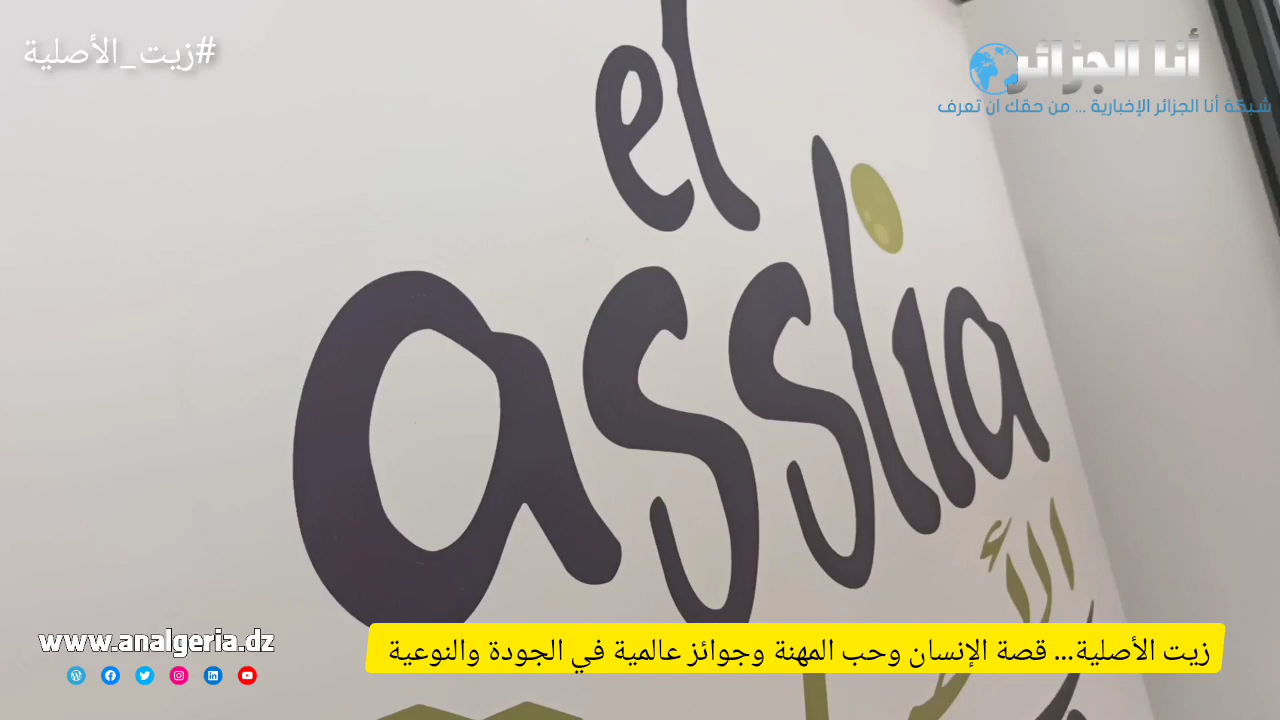 #زيت_الأصلية
أنا الجزائر
شبكة أنا الجزائر الإخبارية ... من حقك ان تعرف
el
asslia
زيت الأصلية... قصة الإنسان وحب المهنة وجوائز عالمية في الجودة والنوعية
www.analgeria.dz